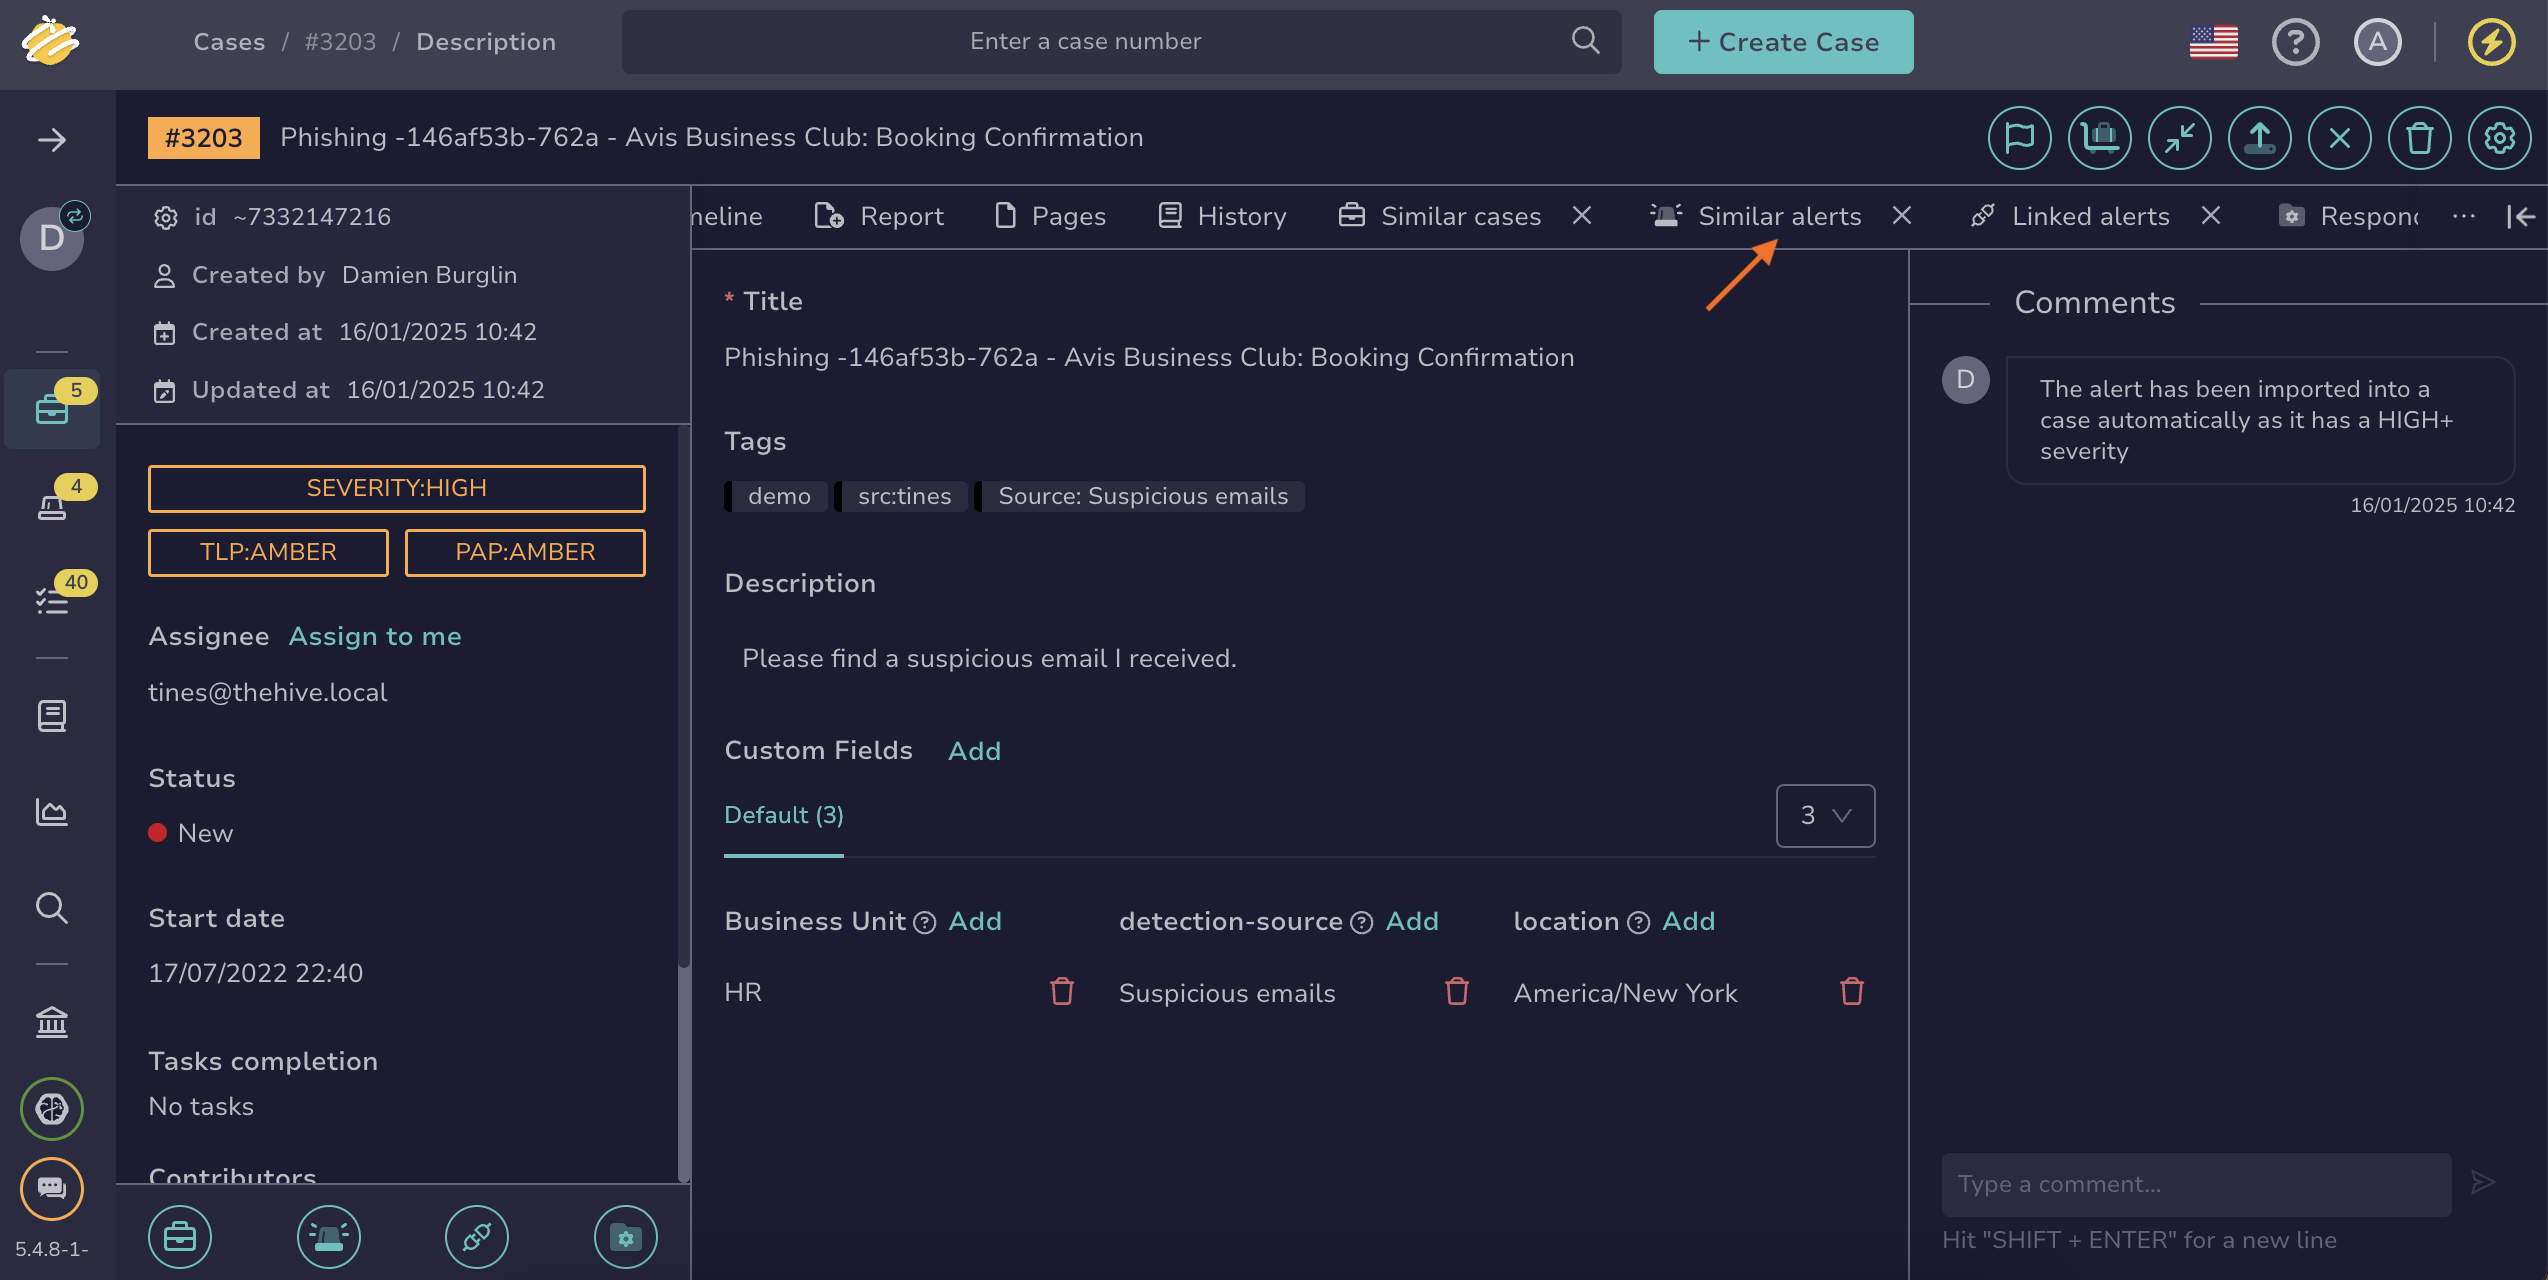 Cases / #3203 / Description
Enter a case number
+ Create Case
?
A
#3203 Phishing -146af53b-762a - Avis Business Club: Booking Confirmation
D
5
4
40
5.4.8-1-
id ~7332147216
Created by Damien Burglin
Created at 16/01/2025 10:42
Updated at 16/01/2025 10:42
SEVERITY:HIGH
TLP:AMBER PAP:AMBER
Assignee Assign to me
tines@thehive.local
Status
New
Start date
17/07/2022 22:40
Tasks completion
No tasks
Contributors
meline Report Pages History Similar cases Similar alerts Linked alerts Respon ...
* Title
Phishing -146af53b-762a - Avis Business Club: Booking Confirmation
Tags
demo src:tines Source: Suspicious emails
Description
Please find a suspicious email I received.
Custom Fields Add
Default (3)
3
Business Unit ? Add detection-source ? Add location ? Add
HR Suspicious emails America/New York
Comments
D
The alert has been imported into a
case automatically as it has a HIGH+
severity
16/01/2025 10:42
Type a comment...
Hit "SHIFT + ENTER" for a new line